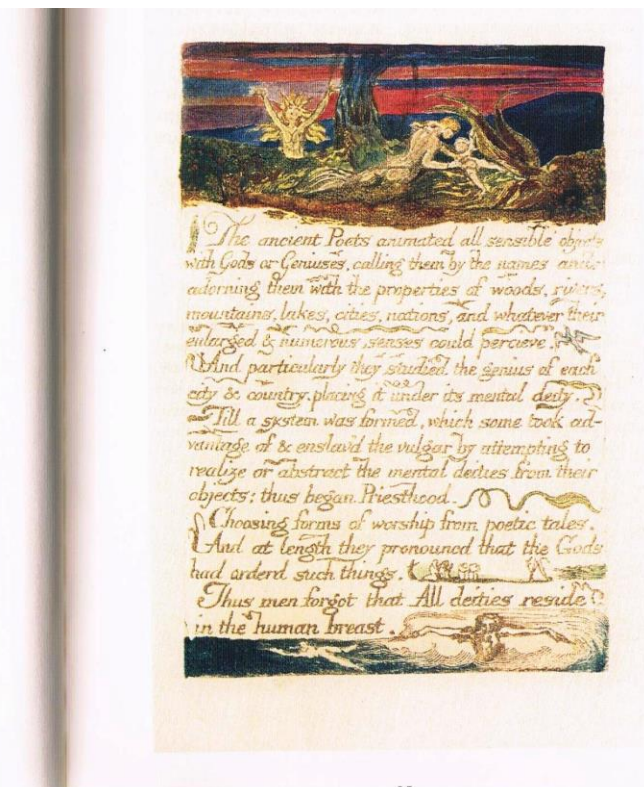 The ancient Poets animated all sensible objects
with Gods or Geniuses, calling them by the names and
adorning them with the properties of woods, rivers,
mountains, lakes, cities, nations, and whatever their
enlarged & numerous senses could percieve.
And particularly they studied the genius of each
city & country, placing it under its mental deity.
Till a system was formed, which some took ad-
vantage of & enslav'd the vulgar by attempting to
realize or abstract the mental deities from their
objects: thus began Priesthood.
Choosing forms of worship from poetic tales.
And at length they pronounced that the Gods
had orderd such things.
Thus men forgot that All deities reside
in the human breast.